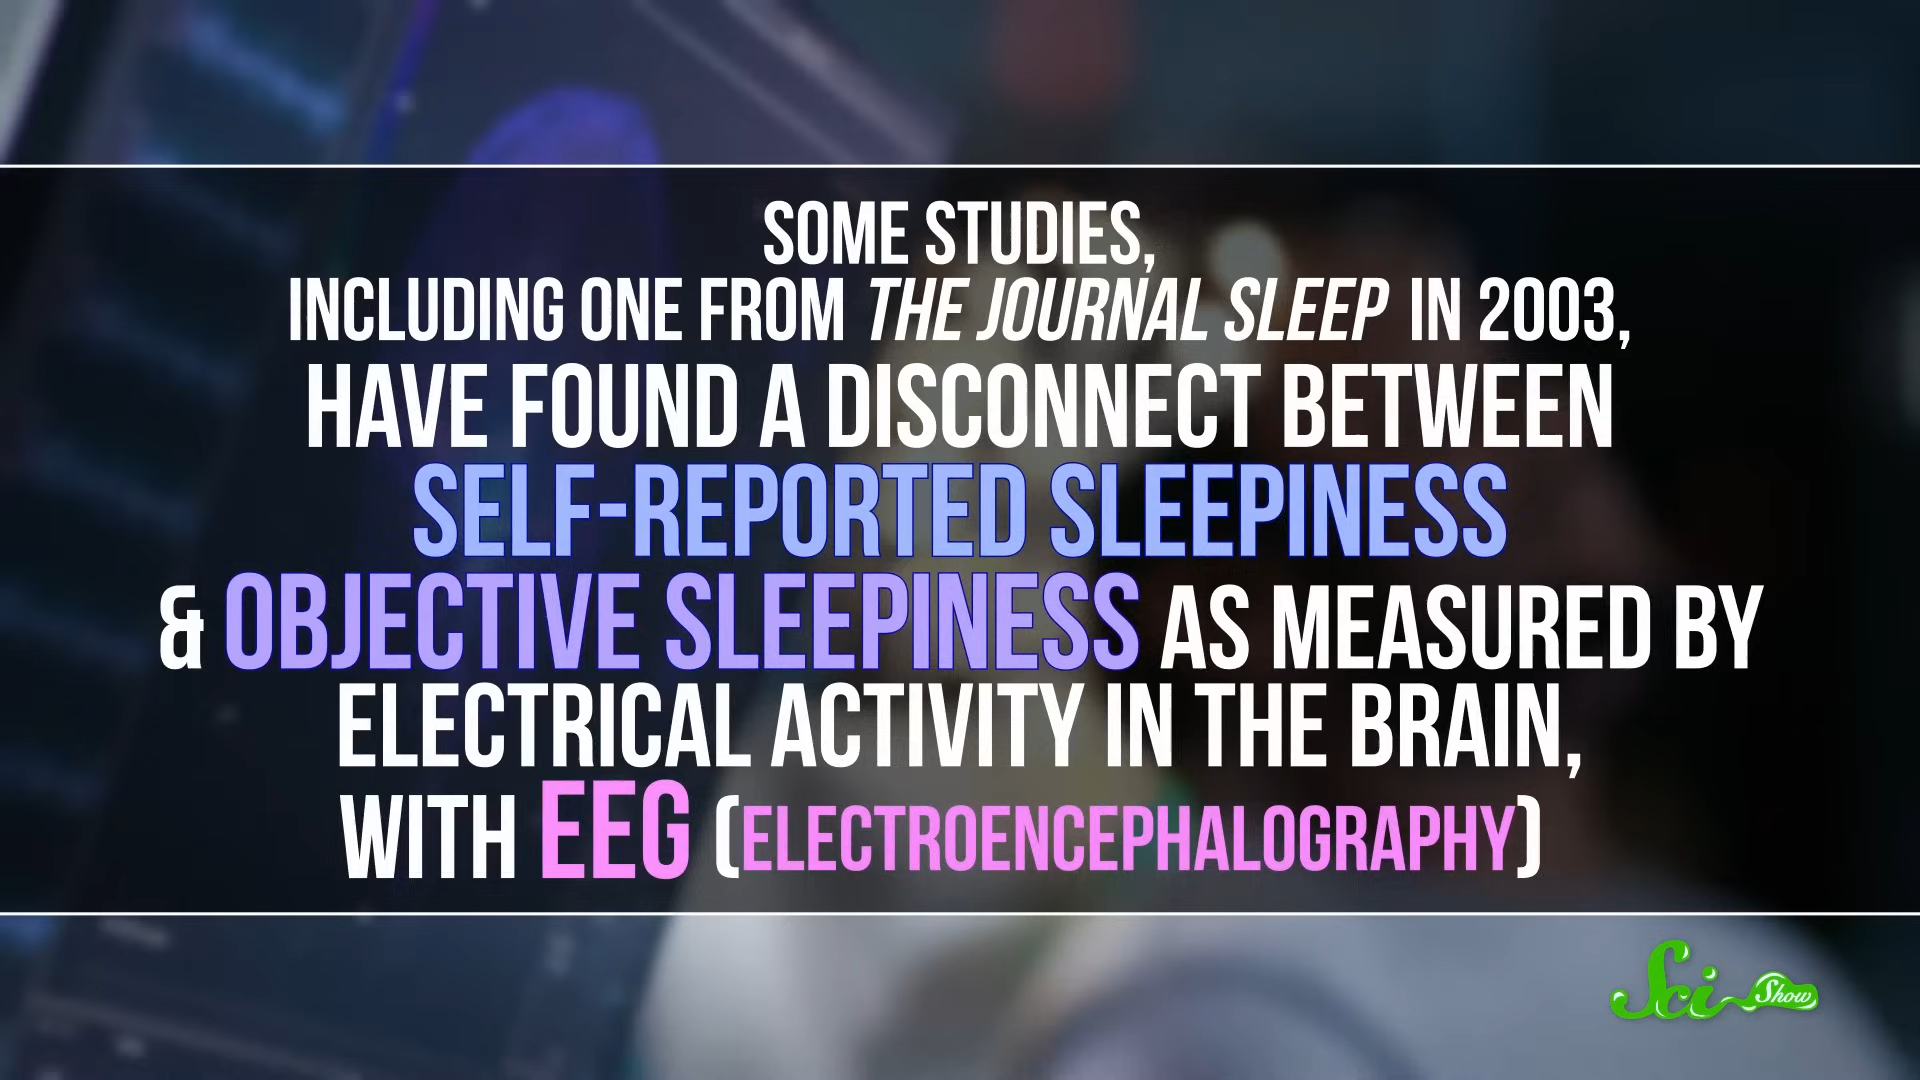 SOME STUDIES,
INCLUDING ONE FROM THE JOURNAL SLEEP IN 2003,
HAVE FOUND A DISCONNECT BETWEEN
SELF-REPORTED SLEEPINESS
& OBJECTIVE SLEEPINESS AS MEASURED BY
ELECTRICAL ACTIVITY IN THE BRAIN,
WITH EEG (ELECTROENCEPHALOGRAPHY)
Sci Show